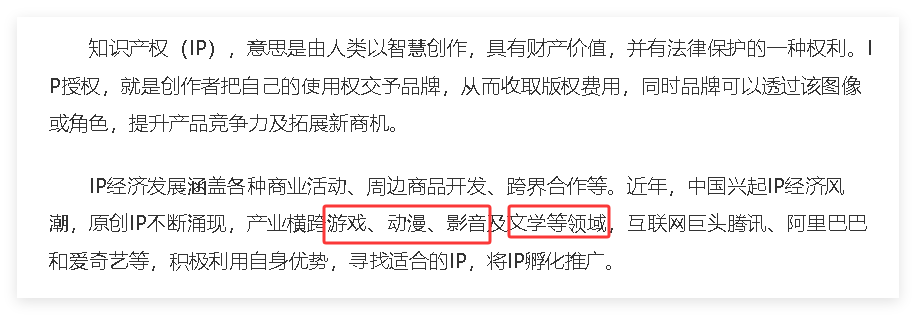 知识产权（IP），意思是由人类以智慧创作，具有财产价值，并有法律保护的一种权利。I
P授权，就是创作者把自己的使用权交予品牌，从而收取版权费用，同时品牌可以透过该图像
或角色，提升产品竞争力及拓展新商机。
IP经济发展涵盖各种商业活动、周边商品开发、跨界合作等。近年，中国兴起IP经济风
潮，原创IP不断涌现，产业横跨游戏、动漫、影音及文学等领域，互联网巨头腾讯、阿里巴巴
和爱奇艺等，积极利用自身优势，寻找适合的IP，将IP孵化推广。